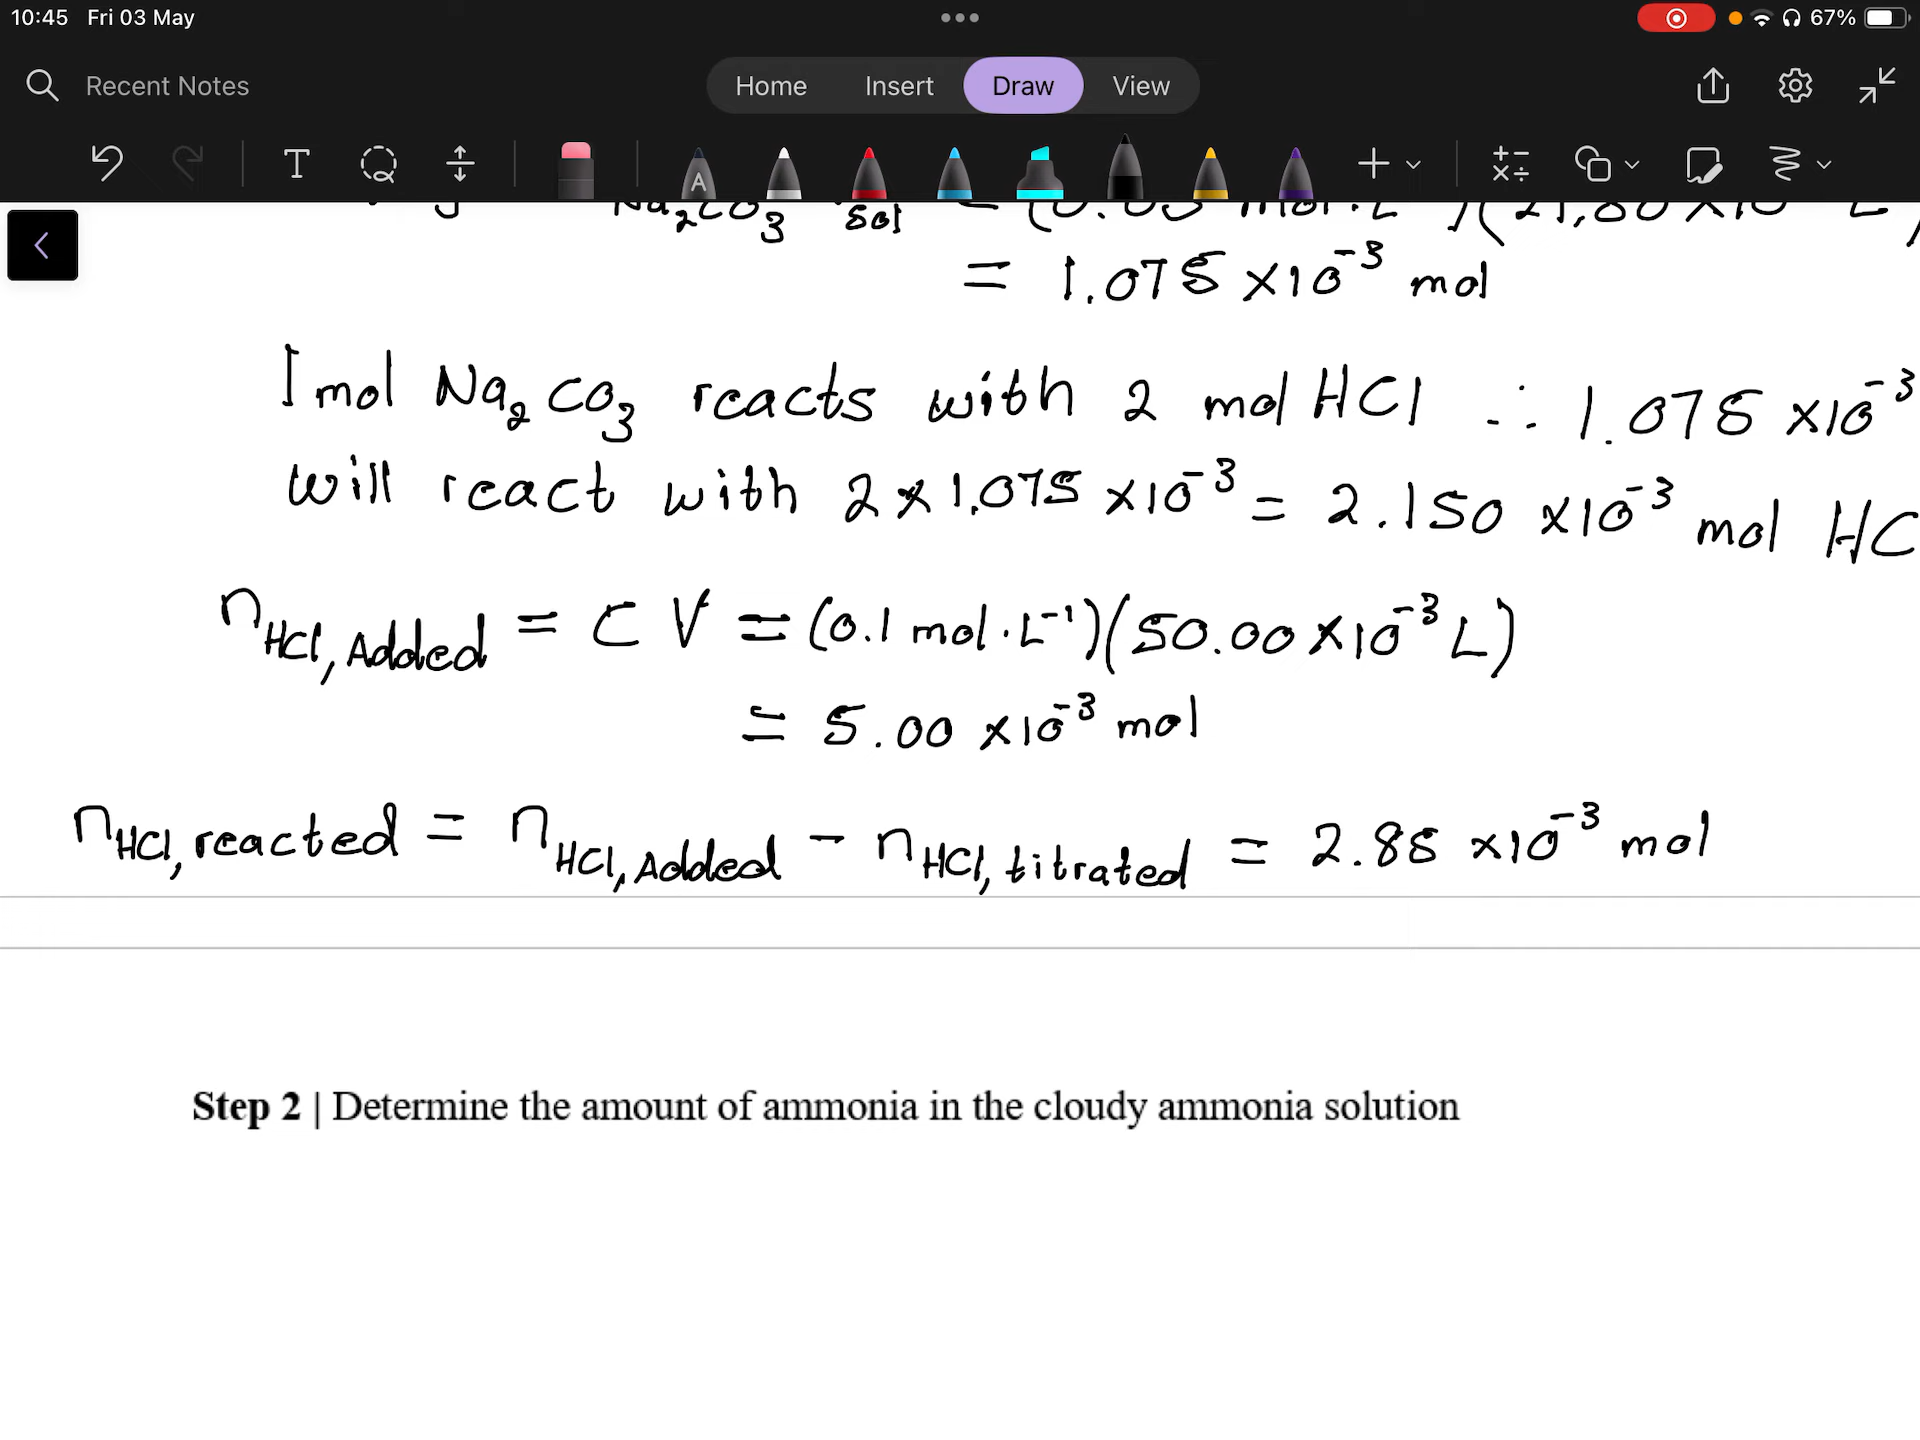 10:45 Fri 03 May
67%
Recent Notes
Home Insert Draw View
T
A
Na₂CO₃ sol
= 1.075 ×10⁻³ mol
1 mol Na₂CO₃ reacts with 2 mol HCl ∴ 1.075 ×10⁻³
will react with 2 × 1.075 ×10⁻³ = 2.150 ×10⁻³ mol HC
n HCl, Added = C V = (0.1 mol·L⁻¹)(50.00 ×10⁻³ L)
= 5.00 ×10⁻³ mol
n HCl, reacted = n HCl, Added - n HCl, titrated = 2.85 ×10⁻³ mol
Step 2 | Determine the amount of ammonia in the cloudy ammonia solution